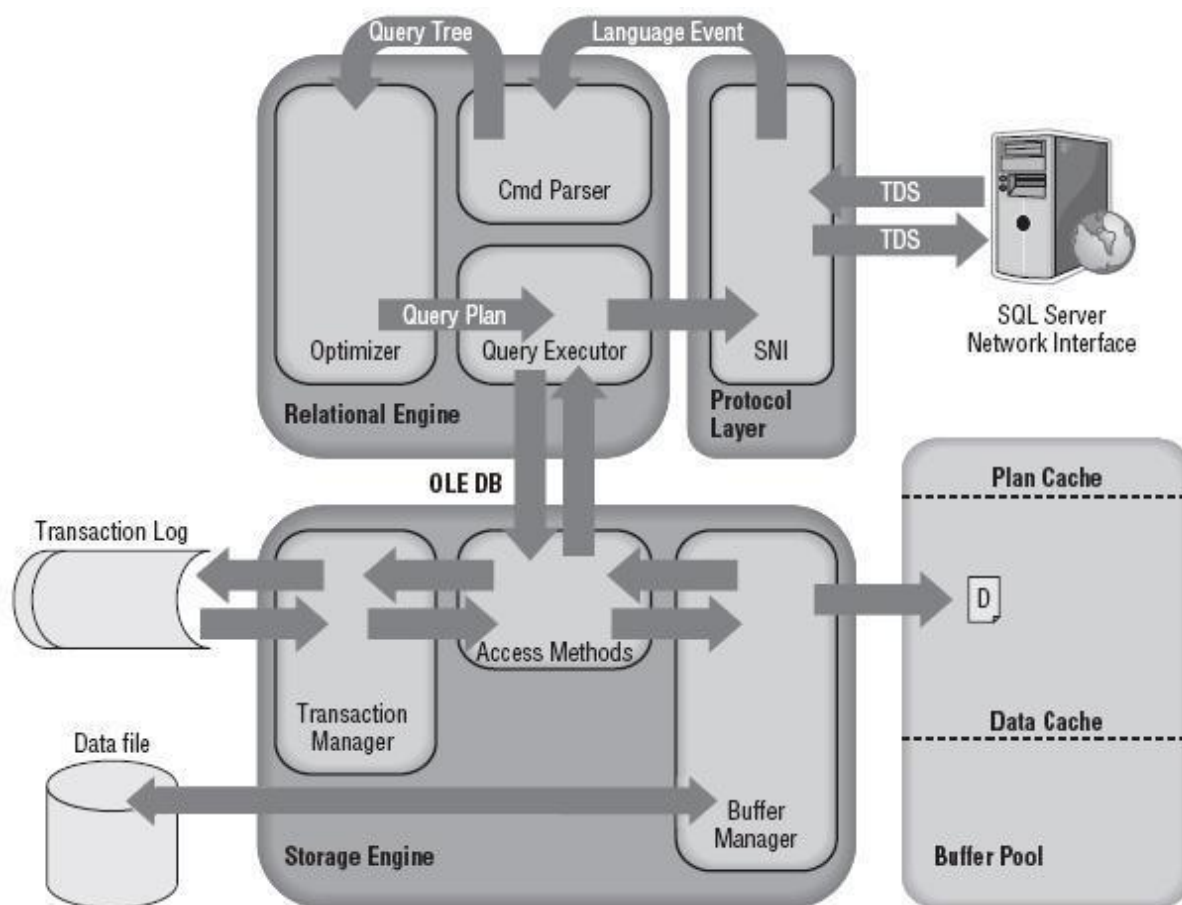 Query Tree
Language Event
Cmd Parser
TDS
TDS
SQL Server
Network Interface
Query Plan
Optimizer
Query Executor
SNI
Relational Engine
Protocol
Layer
OLE DB
Plan Cache
Transaction Log
D
Access Methods
Transaction
Manager
Data Cache
Data file
Buffer
Manager
Storage Engine
Buffer Pool